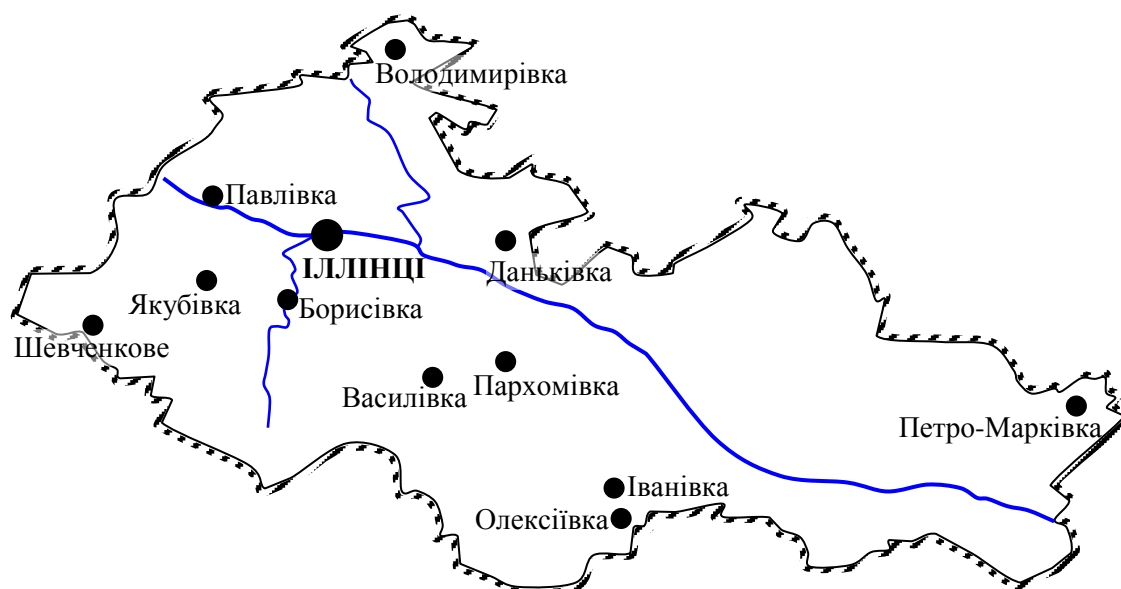 Володимирівка
Павлівка
ІЛЛІНЦІ
Даньківка
Якубівка
Борисівка
Шевченкове
Василівка
Пархомівка
Петро-Марківка
Іванівка
Олексіївка